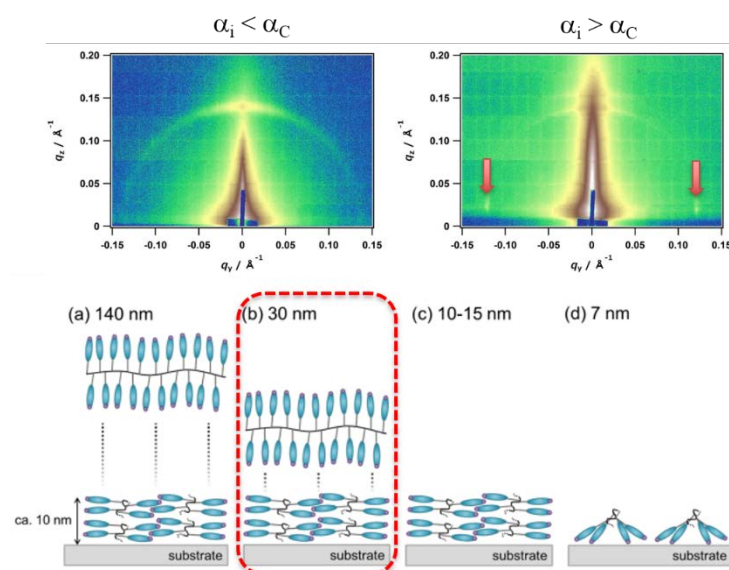 αi < αC
αi > αC
0.20
0.15
0.10
0.05
0
qz / Å-1
-0.15 -0.10 -0.05 0 0.05 0.10 0.15
qy / Å-1
0.20
0.15
0.10
0.05
0
qz / Å-1
-0.15 -0.10 -0.05 0 0.05 0.10 0.15
qy / Å-1
(a) 140 nm
(b) 30 nm
(c) 10-15 nm
(d) 7 nm
ca. 10 nm
substrate
substrate
substrate
substrate